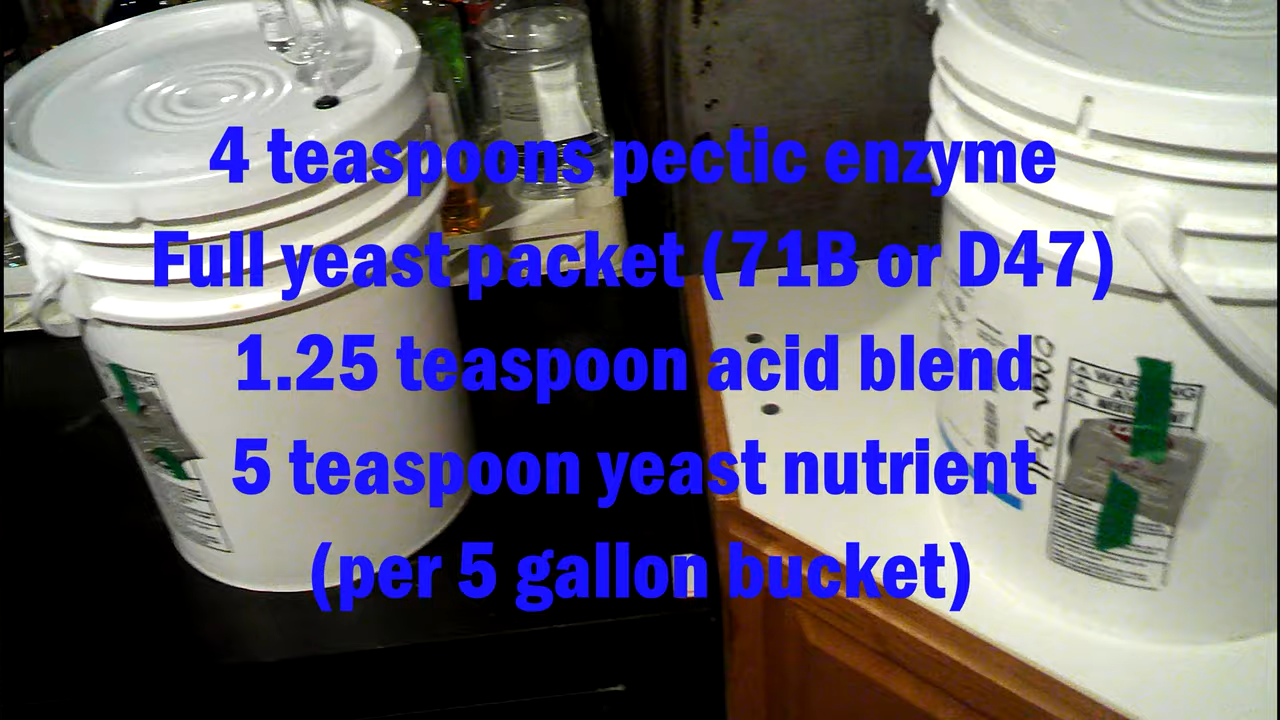 4 teaspoons pectic enzyme
Full yeast packet (71B or D47)
1.25 teaspoon acid blend
5 teaspoon yeast nutrient
(per 5 gallon bucket)
WARNING